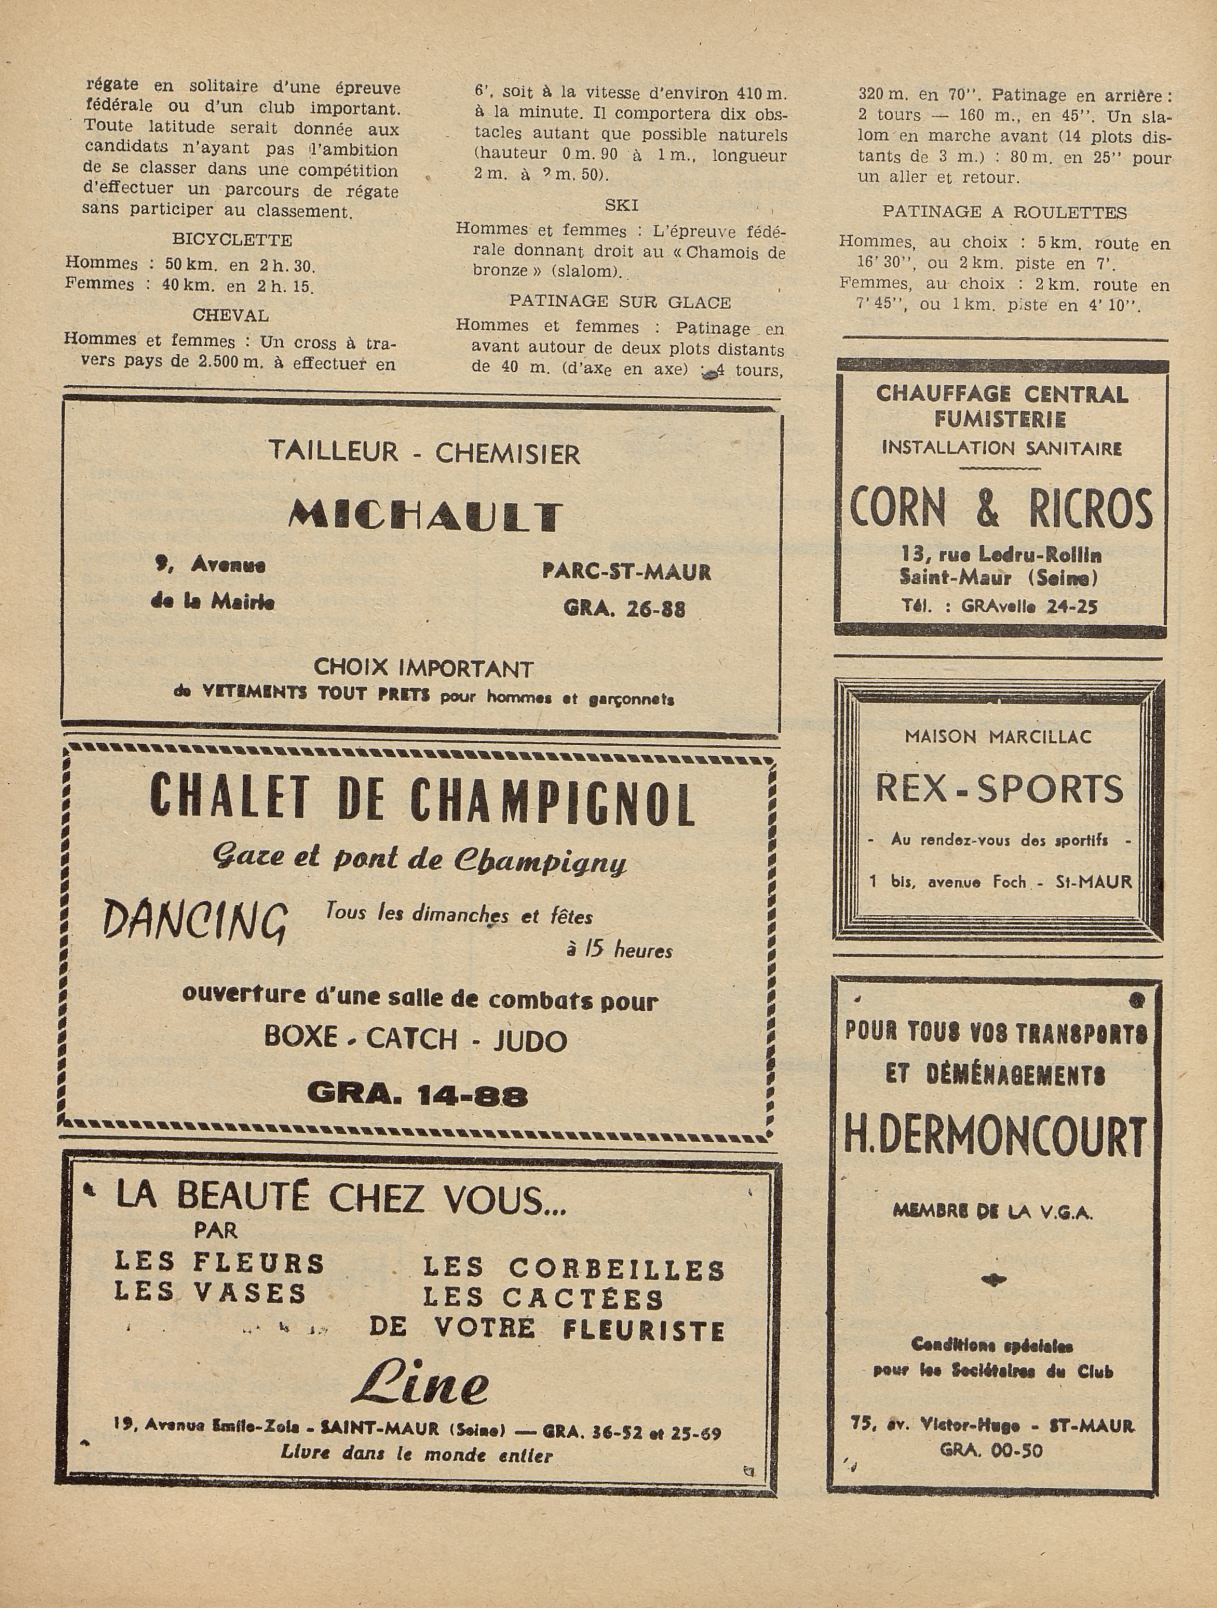 régate en solitaire d'une épreuve
fédérale ou d'un club important.
Toute latitude serait donnée aux
candidats n'ayant pas l'ambition
de se classer dans une compétition
d'effectuer un parcours de régate
sans participer au classement.
BICYCLETTE
Hommes : 50 km. en 2 h. 30.
Femmes : 40 km. en 2 h. 15.
CHEVAL
Hommes et femmes : Un cross à tra-
vers pays de 2.500 m. à effectuer en
6', soit à la vitesse d'environ 410 m.
à la minute. Il comportera dix obs-
tacles autant que possible naturels
(hauteur 0 m. 90 à 1 m., longueur
2 m. à 2 m. 50).
SKI
Hommes et femmes : L'épreuve fédé-
rale donnant droit au « Chamois de
bronze » (slalom).
PATINAGE SUR GLACE
Hommes et femmes : Patinage en
avant autour de deux plots distants
de 40 m. (d'axe en axe) : 4 tours,
320 m. en 70''. Patinage en arrière :
2 tours — 160 m., en 45''. Un sla-
lom en marche avant (14 plots dis-
tants de 3 m.) : 80 m. en 25'' pour
un aller et retour.
PATINAGE A ROULETTES
Hommes, au choix : 5 km. route en
16' 30'', ou 2 km. piste en 7'.
Femmes, au choix : 2 km. route en
7' 45'', ou 1 km. piste en 4' 10''.
TAILLEUR - CHEMISIER
MICHAULT
9, Avenue
de la Mairie
PARC-ST-MAUR
GRA. 26-88
CHOIX IMPORTANT
de VETEMENTS TOUT PRETS pour hommes et garçonnets
CHALET DE CHAMPIGNOL
Gare et pont de Champigny
DANCING Tous les dimanches et fêtes
à 15 heures
ouverture d'une salle de combats pour
BOXE - CATCH - JUDO
GRA. 14-88
LA BEAUTÉ CHEZ VOUS...
PAR
LES FLEURS LES CORBEILLES
LES VASES LES CACTÉES
DE VOTRE FLEURISTE
Line
19, Avenue Emile-Zola - SAINT-MAUR (Seine) — GRA. 36-52 et 25-69
Livre dans le monde entier
CHAUFFAGE CENTRAL
FUMISTERIE
INSTALLATION SANITAIRE
CORN & RICROS
13, rue Ledru-Rollin
Saint-Maur (Seine)
Tél. : GRAvelle 24-25
MAISON MARCILLAC
REX-SPORTS
- Au rendez-vous des sportifs -
1 bis, avenue Foch - St-MAUR
POUR TOUS VOS TRANSPORTS
ET DÉMÉNAGEMENTS
H. DERMONCOURT
MEMBRE DE LA V.G.A.
Conditions spéciales
pour les Sociétaires du Club
75, av. Victor-Hugo - ST-MAUR
GRA. 00-50